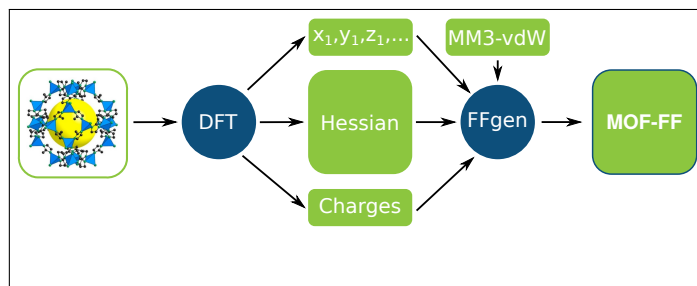 x₁,y₁,z₁,...
MM3-vdW
DFT
Hessian
FFgen
MOF-FF
Charges